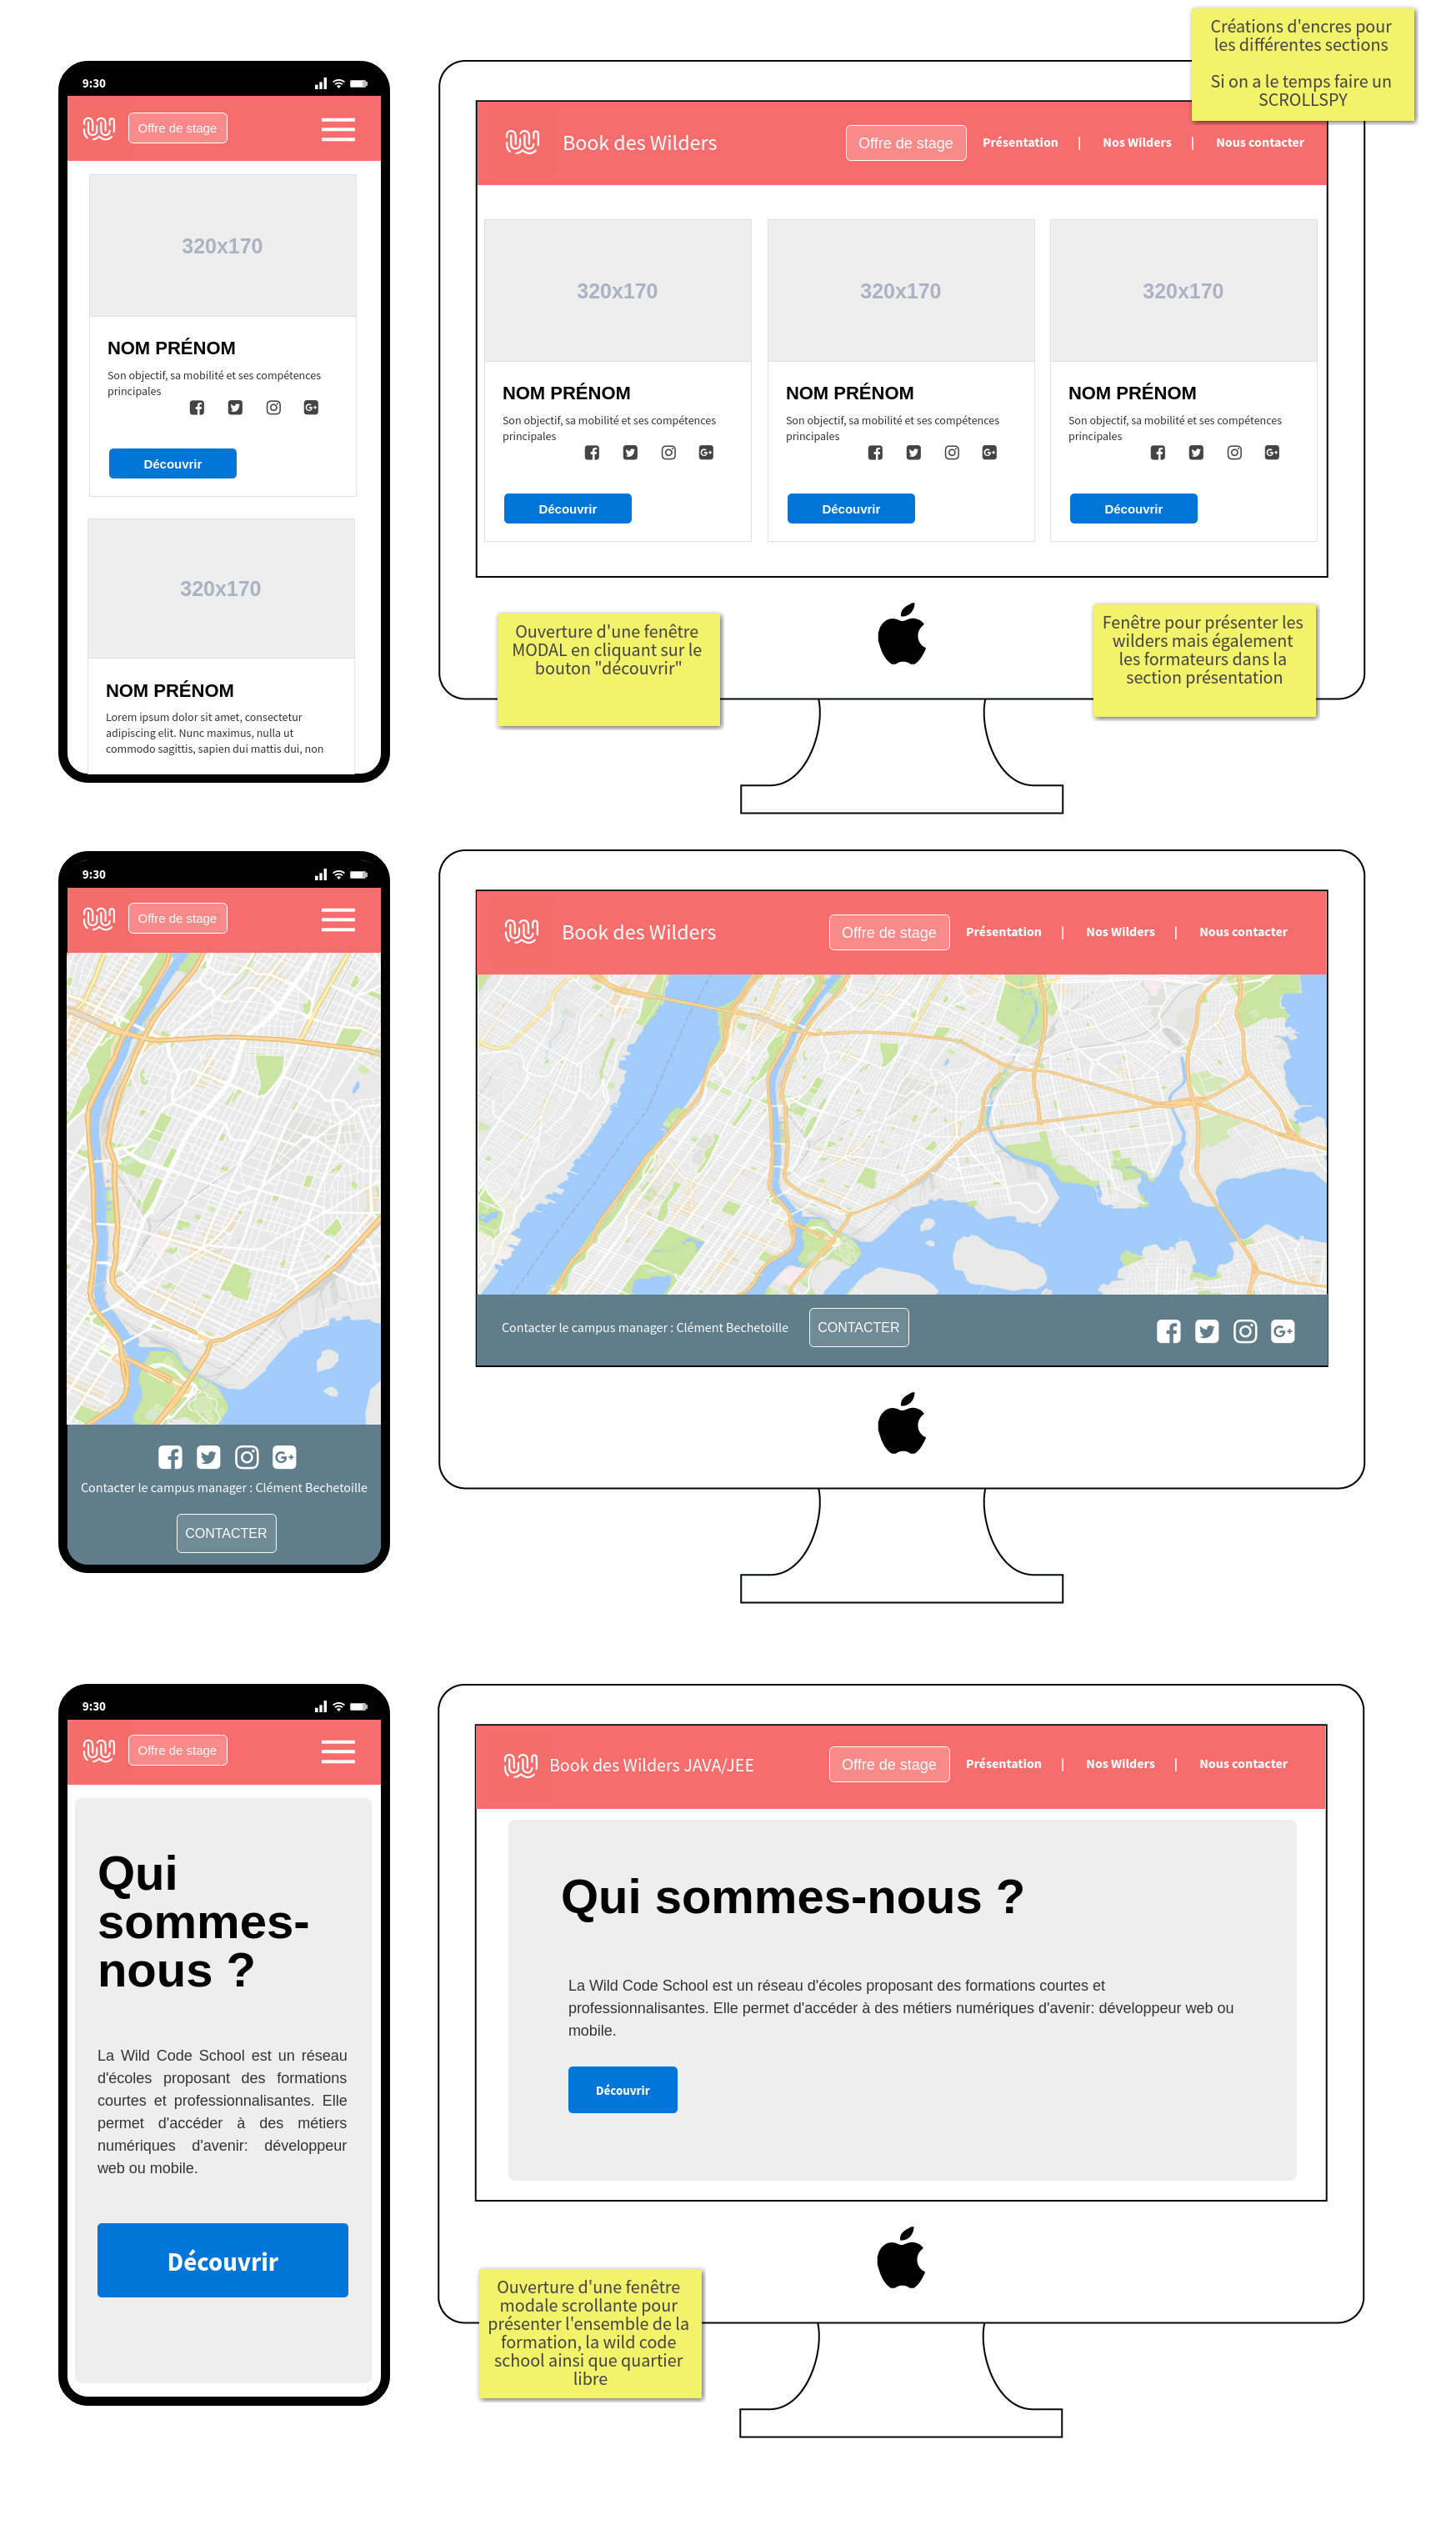 Créations d'encres pour
les différentes sections
Si on a le temps faire un
SCROLLSPY
9:30
Offre de stage
320x170
NOM PRÉNOM
Son objectif, sa mobilité et ses compétences
principales
Découvrir
320x170
NOM PRÉNOM
Lorem ipsum dolor sit amet, consectetur
adipiscing elit. Nunc maximus, nulla ut
commodo sagittis, sapien dui mattis dui, non
Book des Wilders
Offre de stage
Présentation | Nos Wilders | Nous contacter
320x170
NOM PRÉNOM
Son objectif, sa mobilité et ses compétences
principales
Découvrir
320x170
NOM PRÉNOM
Son objectif, sa mobilité et ses compétences
principales
Découvrir
320x170
NOM PRÉNOM
Son objectif, sa mobilité et ses compétences
principales
Découvrir
Ouverture d'une fenêtre
MODAL en cliquant sur le
bouton "découvrir"
Fenêtre pour présenter les
wilders mais également
les formateurs dans la
section présentation
9:30
Offre de stage
Contacter le campus manager : Clément Bechetoille
CONTACTER
Book des Wilders
Offre de stage
Présentation | Nos Wilders | Nous contacter
Contacter le campus manager : Clément Bechetoille
CONTACTER
9:30
Offre de stage
Qui
sommes-
nous ?
La Wild Code School est un réseau
d'écoles proposant des formations
courtes et professionnalisantes. Elle
permet d'accéder à des métiers
numériques d'avenir: développeur
web ou mobile.
Découvrir
Book des Wilders JAVA/JEE
Offre de stage
Présentation | Nos Wilders | Nous contacter
Qui sommes-nous ?
La Wild Code School est un réseau d'écoles proposant des formations courtes et
professionnalisantes. Elle permet d'accéder à des métiers numériques d'avenir: développeur web ou
mobile.
Découvrir
Ouverture d'une fenêtre
modale scrollante pour
présenter l'ensemble de la
formation, la wild code
school ainsi que quartier
libre